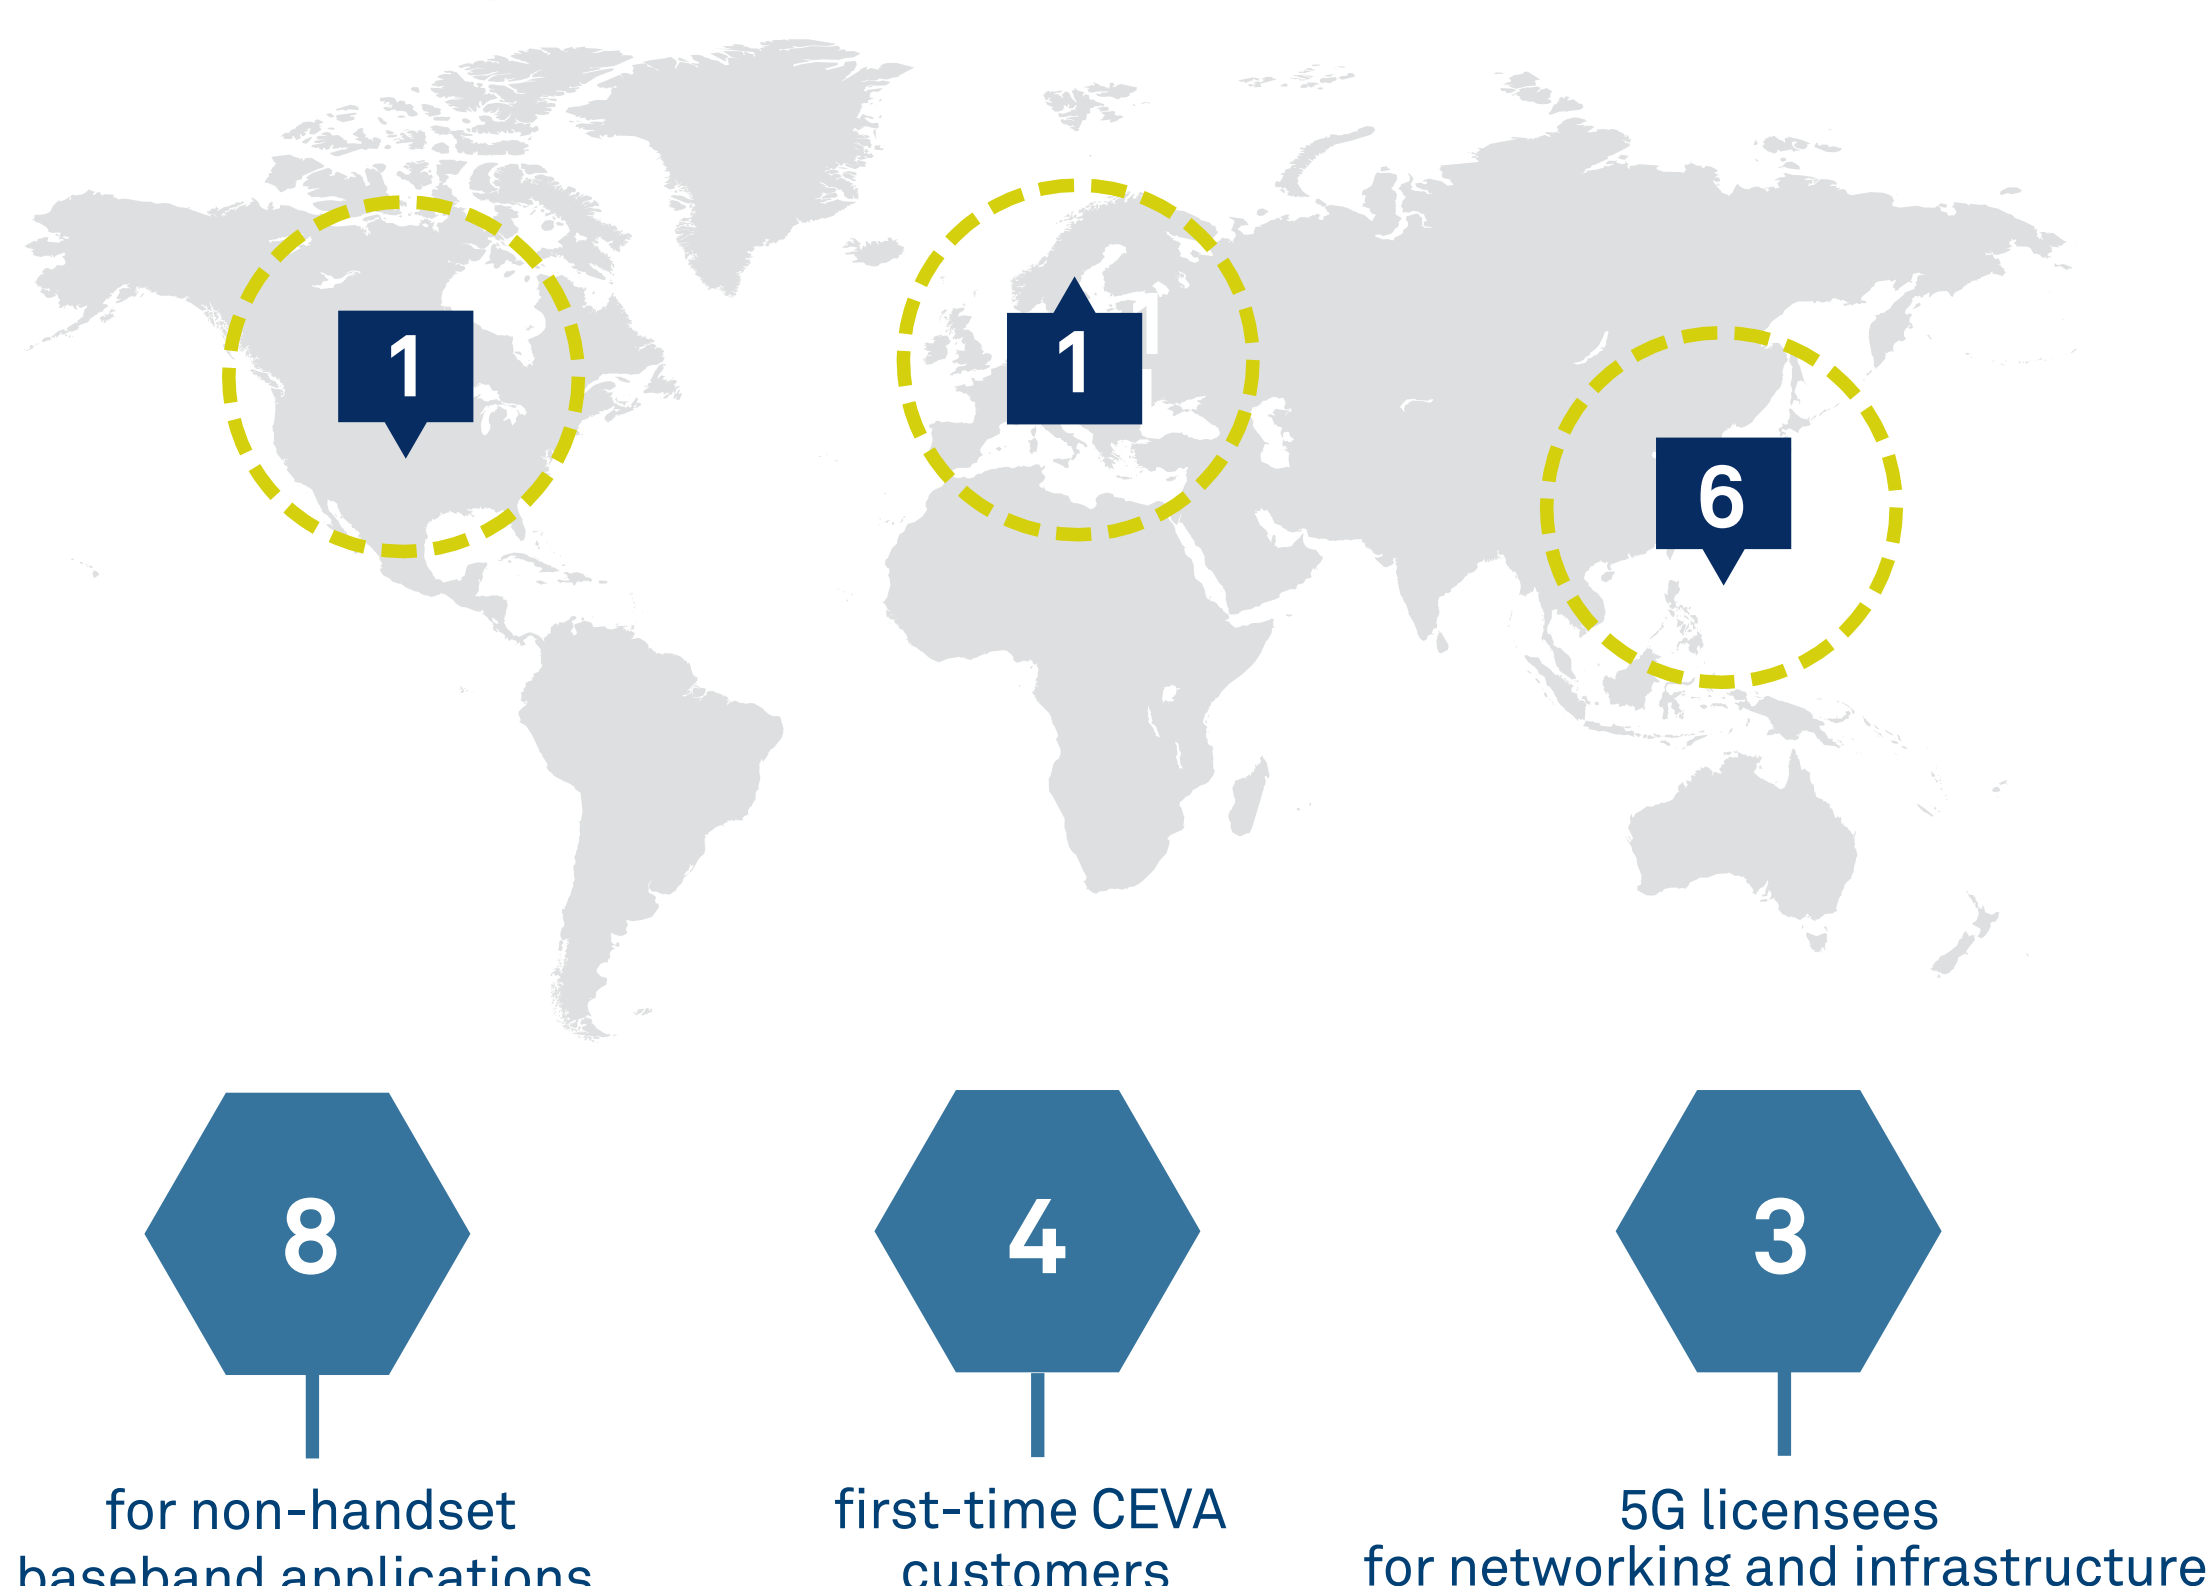 1
1
6
8
4
3
for non-handset
baseband applications
first-time CEVA
customers
5G licensees
for networking and infrastructure